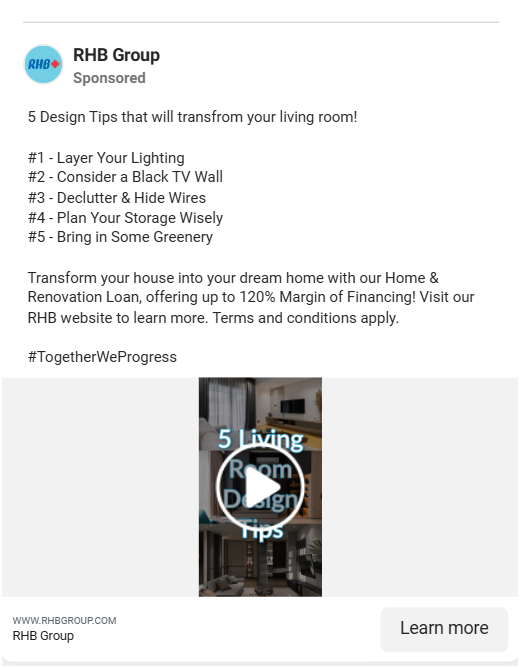 RHB
RHB Group
Sponsored
5 Design Tips that will transfrom your living room!
#1 - Layer Your Lighting
#2 - Consider a Black TV Wall
#3 - Declutter & Hide Wires
#4 - Plan Your Storage Wisely
#5 - Bring in Some Greenery
Transform your house into your dream home with our Home &
Renovation Loan, offering up to 120% Margin of Financing! Visit our
RHB website to learn more. Terms and conditions apply.
#TogetherWeProgress
5 Living
Room
Design
Tips
WWW.RHBGROUP.COM
RHB Group
Learn more